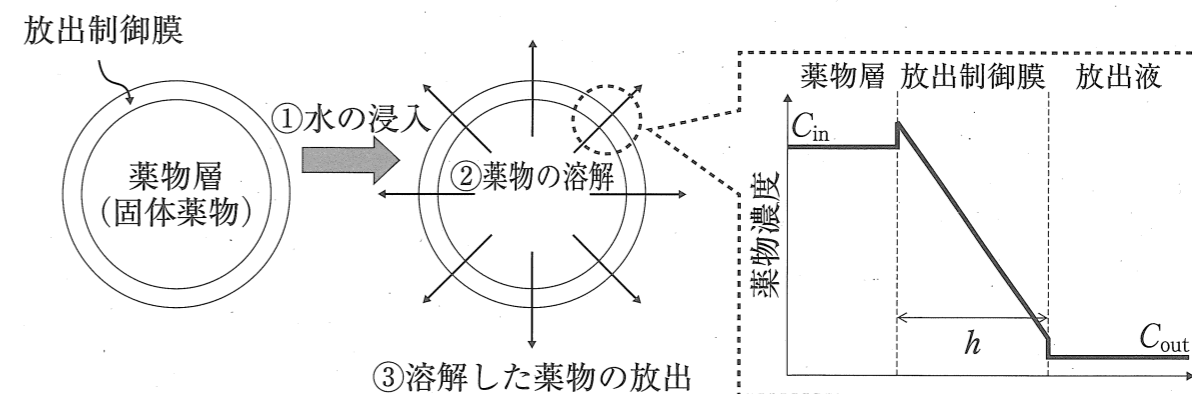 放出制御膜
薬物層
(固体薬物)
①水の浸入
②薬物の溶解
③溶解した薬物の放出
薬物層 放出制御膜 放出液
薬物濃度
Cin
h
Cout